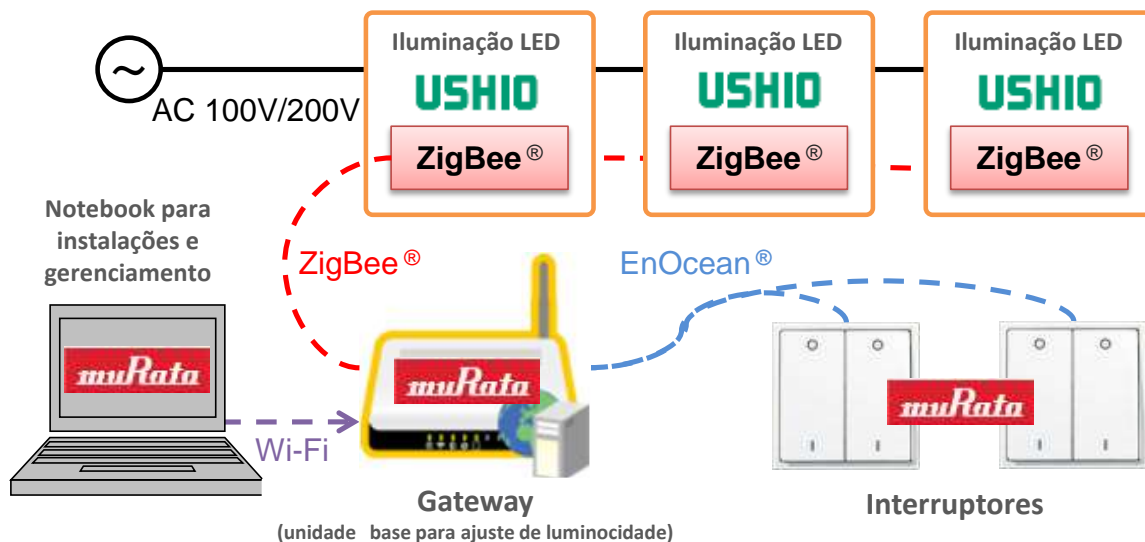 Iluminação LED
USHIO
ZigBee ®
Iluminação LED
USHIO
ZigBee ®
Iluminação LED
USHIO
ZigBee ®
AC 100V/200V
Notebook para
instalações e
gerenciamento
muRata
ZigBee ®
EnOcean ®
muRata
muRata
Wi-Fi
Gateway
(unidade base para ajuste de luminocidade)
Interruptores